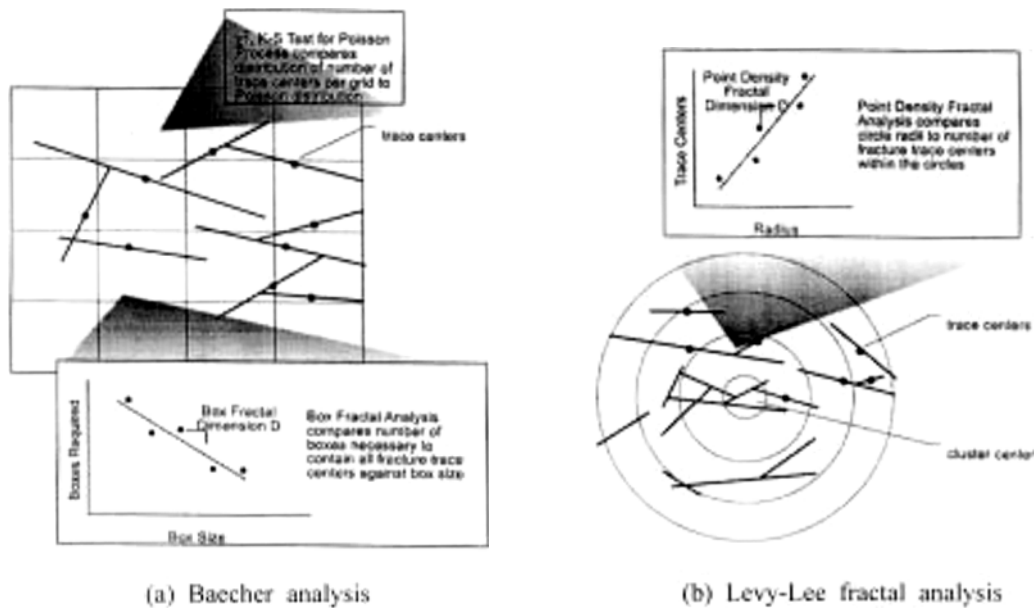 K-S Test for Poisson
Process compares
distribution of number of
trace centers per grid to
Poisson distribution
trace centers
Boxes Required
Box Fractal
Dimension D
Box Size
Box Fractal Analysis
compares number of
boxes necessary to
contain all fracture trace
centers against box size
(a) Baecher analysis
Trace Centers
Point Density
Fractal
Dimension D
Radius
Point Density Fractal
Analysis compares
circle radii to number of
fracture trace centers
within the circles
trace centers
cluster center
(b) Levy-Lee fractal analysis